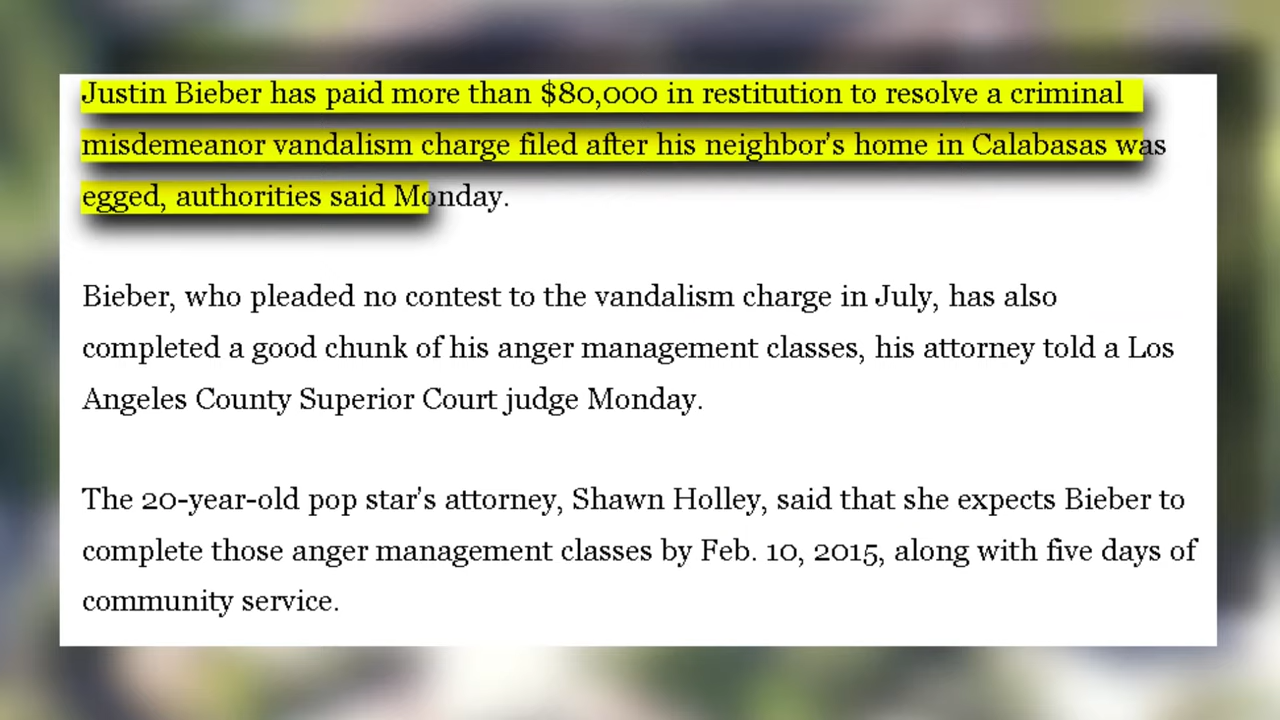 Justin Bieber has paid more than $80,000 in restitution to resolve a criminal
misdemeanor vandalism charge filed after his neighbor's home in Calabasas was
egged, authorities said Monday.
Bieber, who pleaded no contest to the vandalism charge in July, has also
completed a good chunk of his anger management classes, his attorney told a Los
Angeles County Superior Court judge Monday.
The 20-year-old pop star's attorney, Shawn Holley, said that she expects Bieber to
complete those anger management classes by Feb. 10, 2015, along with five days of
community service.